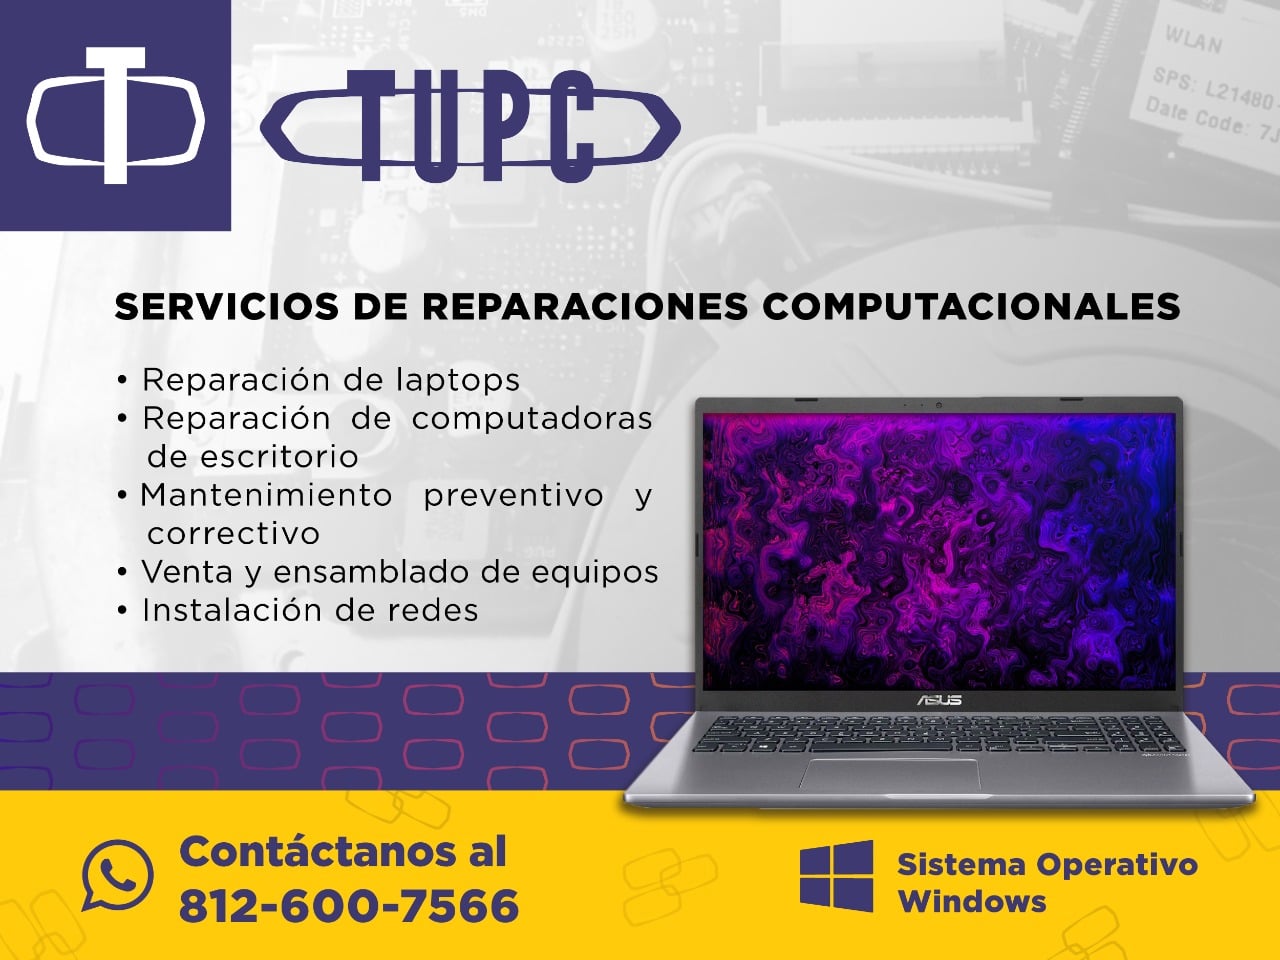 T
TUPC
WLAN
SPS: L21480-
Date Code: 7J
SERVICIOS DE REPARACIONES COMPUTACIONALES
• Reparación de laptops
• Reparación de computadoras
de escritorio
• Mantenimiento preventivo y
correctivo
• Venta y ensamblado de equipos
• Instalación de redes
ASUS
Contáctanos al
812-600-7566
Sistema Operativo
Windows